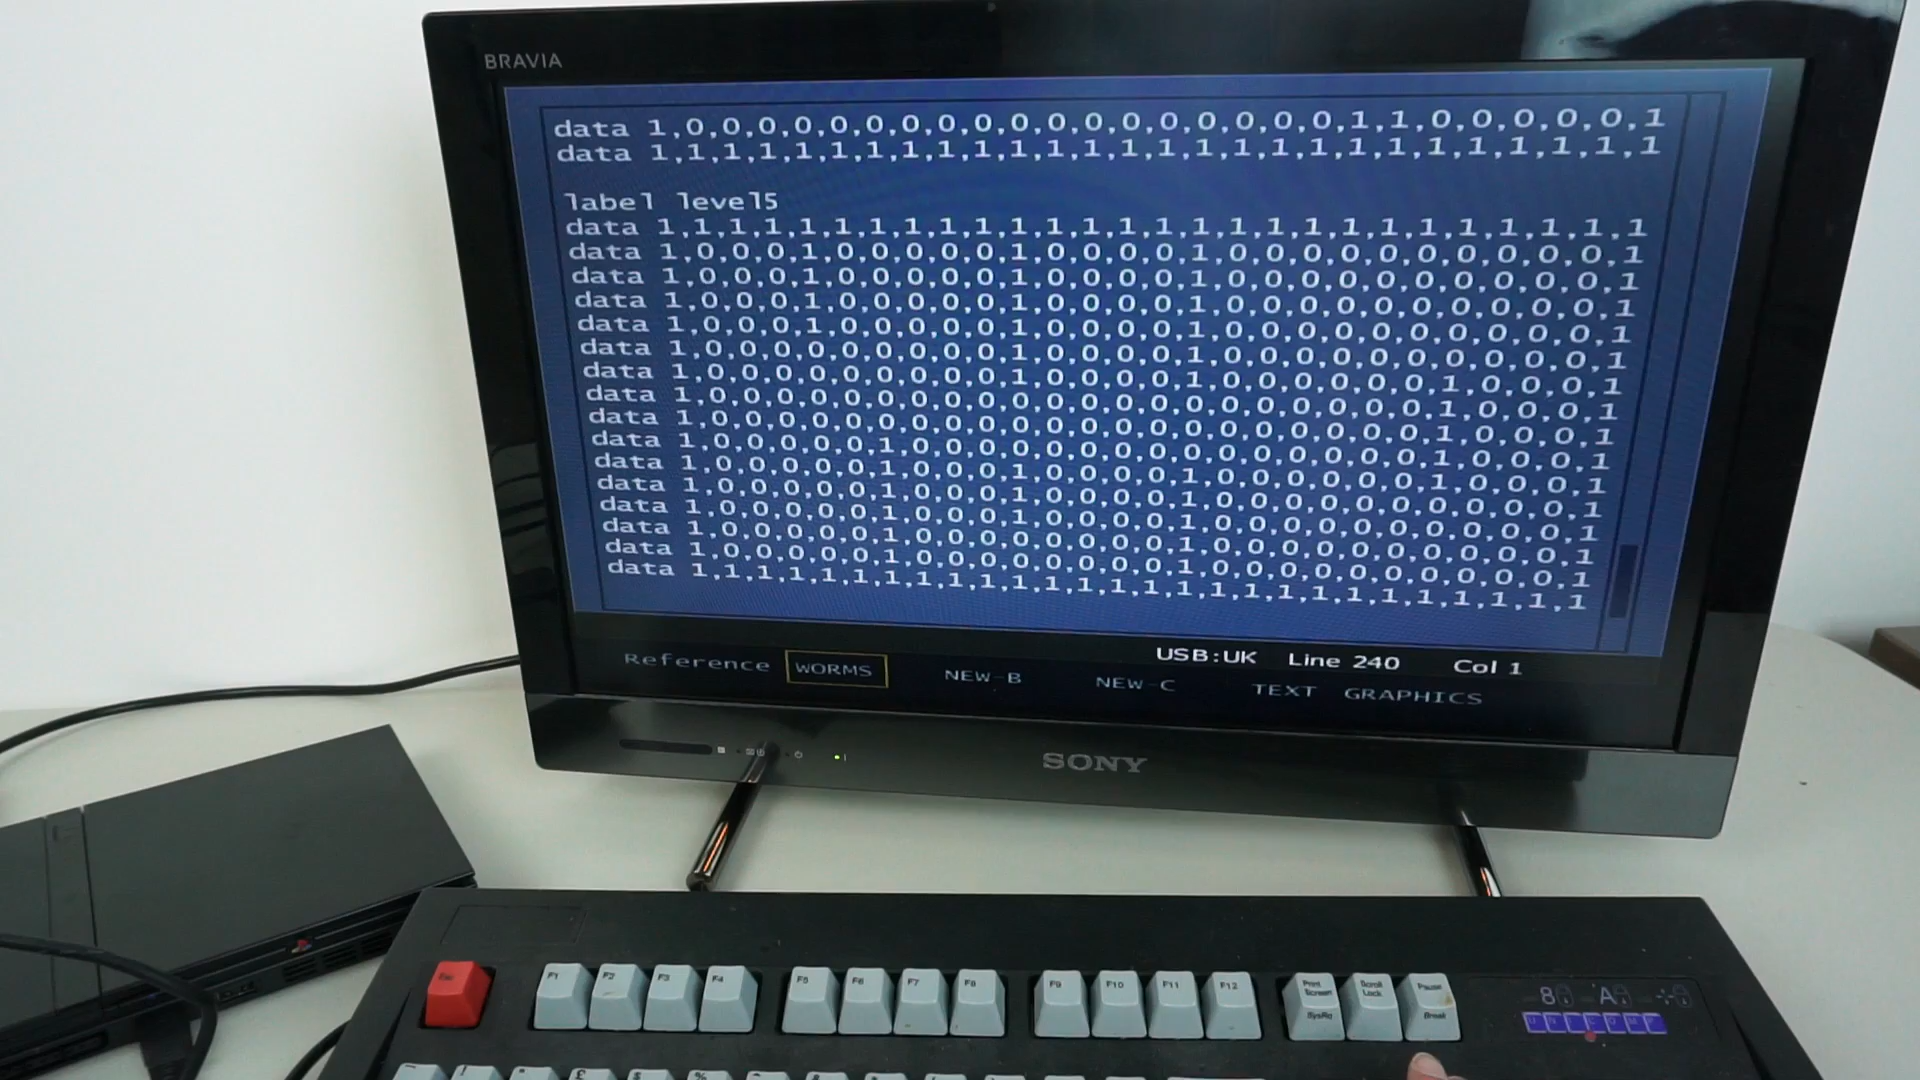 BRAVIA
data 1,0,0,0,0,0,0,0,0,0,0,0,0,0,0,0,0,0,0,1,1,0,0,0,0,0,1
data 1,1,1,1,1,1,1,1,1,1,1,1,1,1,1,1,1,1,1,1,1,1,1,1,1,1,1
label level5
data 1,1,1,1,1,1,1,1,1,1,1,1,1,1,1,1,1,1,1,1,1,1,1,1,1,1,1
data 1,0,0,0,1,0,0,0,0,0,1,0,0,0,0,1,0,0,0,0,0,0,0,0,0,0,1
data 1,0,0,0,1,0,0,0,0,0,1,0,0,0,0,1,0,0,0,0,0,0,0,0,0,0,1
data 1,0,0,0,1,0,0,0,0,0,1,0,0,0,0,1,0,0,0,0,0,0,0,0,0,0,1
data 1,0,0,0,1,0,0,0,0,0,1,0,0,0,0,1,0,0,0,0,0,0,0,0,0,0,1
data 1,0,0,0,0,0,0,0,0,0,1,0,0,0,0,1,0,0,0,0,0,0,0,0,0,0,1
data 1,0,0,0,0,0,0,0,0,0,1,0,0,0,0,1,0,0,0,0,0,0,1,0,0,0,1
data 1,0,0,0,0,0,0,0,0,0,0,0,0,0,0,0,0,0,0,0,0,0,1,0,0,0,1
data 1,0,0,0,0,0,0,0,0,0,0,0,0,0,0,0,0,0,0,0,0,0,1,0,0,0,1
data 1,0,0,0,0,0,1,0,0,0,0,0,0,0,0,0,0,0,0,0,0,0,1,0,0,0,1
data 1,0,0,0,0,0,1,0,0,0,1,0,0,0,0,1,0,0,0,0,0,0,1,0,0,0,1
data 1,0,0,0,0,0,1,0,0,0,1,0,0,0,0,1,0,0,0,0,0,0,0,0,0,0,1
data 1,0,0,0,0,0,1,0,0,0,1,0,0,0,0,1,0,0,0,0,0,0,0,0,0,0,1
data 1,0,0,0,0,0,1,0,0,0,0,0,0,0,0,1,0,0,0,0,0,0,0,0,0,0,1
data 1,0,0,0,0,0,1,0,0,0,0,0,0,0,0,1,0,0,0,0,0,0,0,0,0,0,1
data 1,1,1,1,1,1,1,1,1,1,1,1,1,1,1,1,1,1,1,1,1,1,1,1,1,1,1
USB:UK Line 240 Col 1
Reference WORMS NEW-B NEW-C TEXT GRAPHICS
SONY
Esc F1 F2 F3 F4 F5 F6 F7 F8 F9 F10 F11 F12 Print Screen SysRq Scroll Lock Pause Break